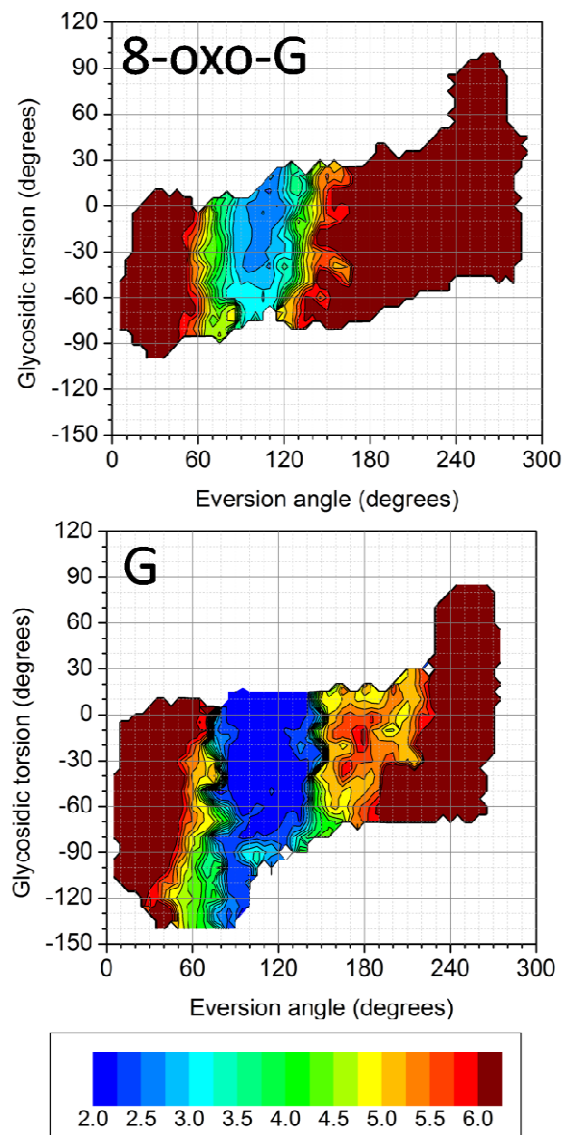 8-oxo-G
120
90
60
30
0
-30
-60
-90
-120
-150
Glycosidic torsion (degrees)
0 60 120 180 240 300
Eversion angle (degrees)
G
120
90
60
30
0
-30
-60
-90
-120
-150
Glycosidic torsion (degrees)
0 60 120 180 240 300
Eversion angle (degrees)
2.0 2.5 3.0 3.5 4.0 4.5 5.0 5.5 6.0